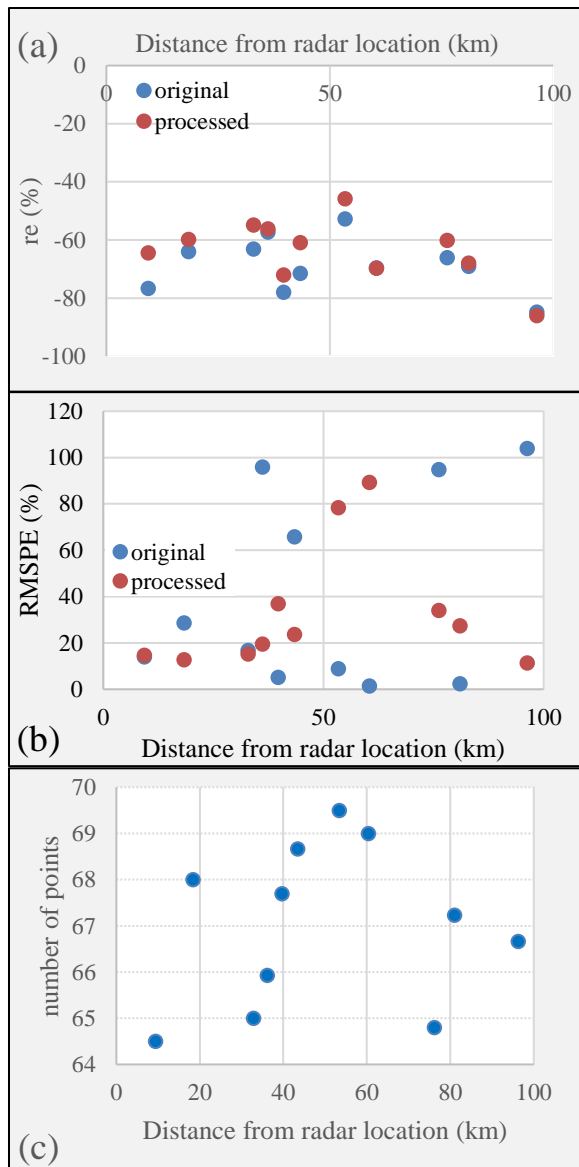 (a)
Distance from radar location (km)
0
50
100
0
-20
-40
-60
-80
-100
re (%)
original
processed
120
100
80
60
40
20
0
RMSPE (%)
original
processed
0
50
100
(b)
Distance from radar location (km)
70
69
68
67
66
65
64
number of points
0 20 40 60 80 100
Distance from radar location (km)
(c)